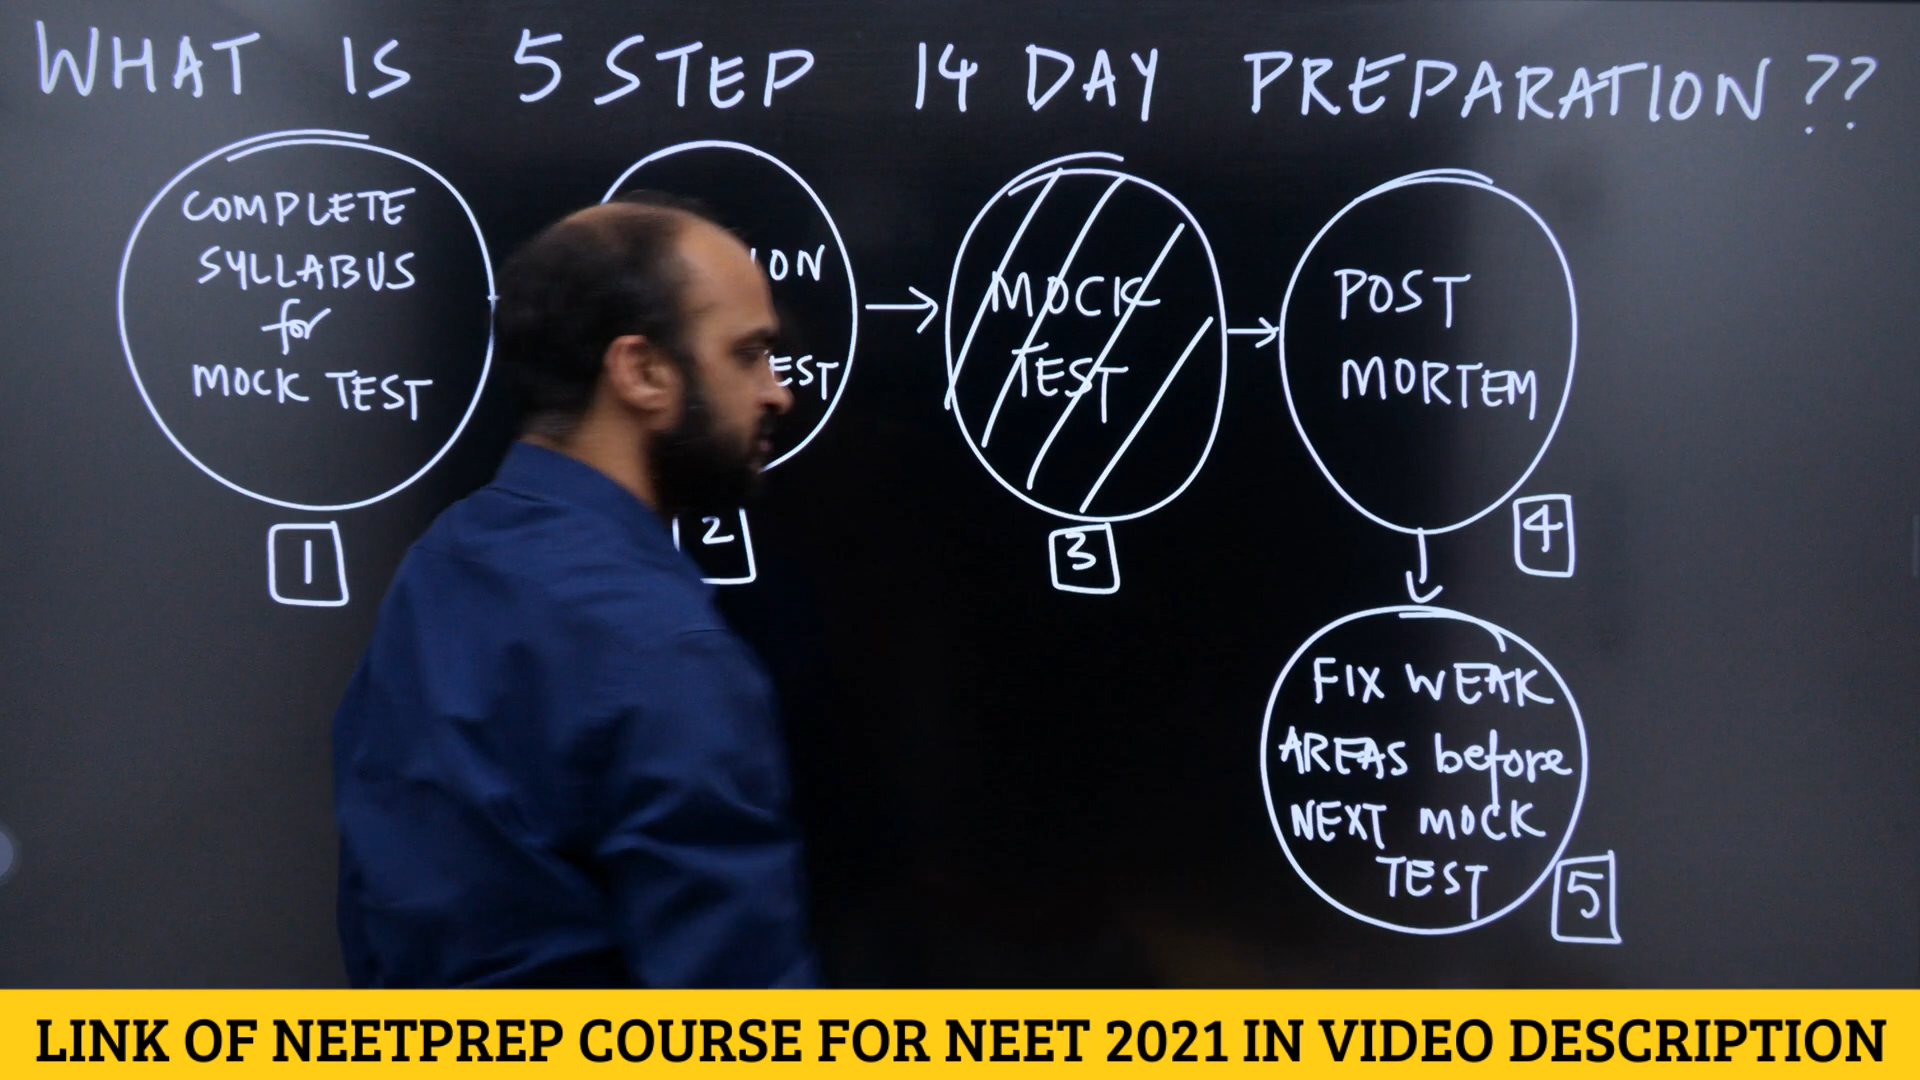 WHAT IS 5 STEP 14 DAY PREPARATION ??
COMPLETE
SYLLABUS
for
MOCK TEST
1
2
MOCK
TEST
3
POST
MORTEM
4
FIX WEAK
AREAS before
NEXT MOCK
TEST
5
LINK OF NEETPREP COURSE FOR NEET 2021 IN VIDEO DESCRIPTION